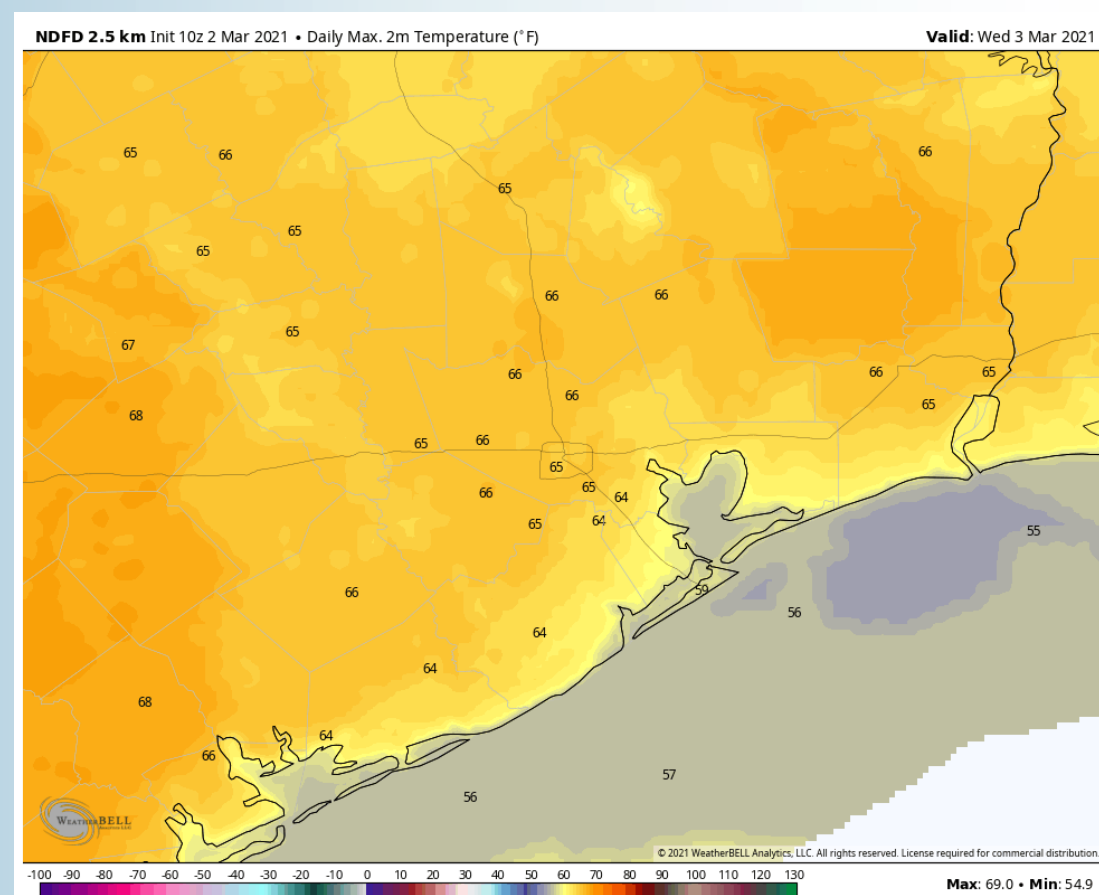 NDFD 2.5 km Init 10z 2 Mar 2021 • Daily Max. 2m Temperature (°F) Valid: Wed 3 Mar 2021
65 66 66
65
65
65
66 66
65
67
66 66 65
68 66 65
65 66
65
66 65 64
65 64
55
66 59
56
64
64
68
64
66
57
56
WeatherBELL
© 2021 WeatherBELL Analytics, LLC. All rights reserved. License required for commercial distribution.
-100 -90 -80 -70 -60 -50 -40 -30 -20 -10 0 10 20 30 40 50 60 70 80 90 100 110 120 130
Max: 69.0 • Min: 54.9